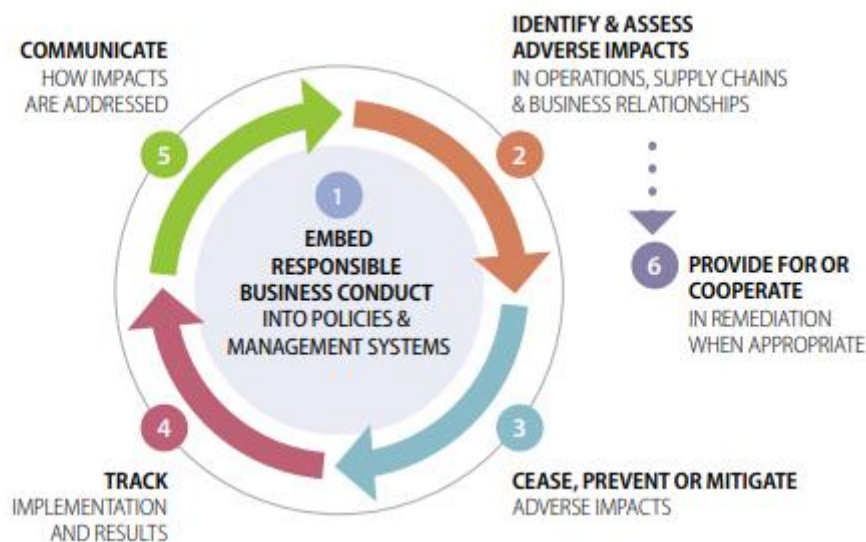 COMMUNICATE
HOW IMPACTS
ARE ADDRESSED
5
IDENTIFY & ASSESS
ADVERSE IMPACTS
IN OPERATIONS, SUPPLY CHAINS
& BUSINESS RELATIONSHIPS
2
1
EMBED
RESPONSIBLE
BUSINESS CONDUCT
INTO POLICIES &
MANAGEMENT SYSTEMS
6
PROVIDE FOR OR
COOPERATE
IN REMEDIATION
WHEN APPROPRIATE
4
TRACK
IMPLEMENTATION
AND RESULTS
3
CEASE, PREVENT OR MITIGATE
ADVERSE IMPACTS